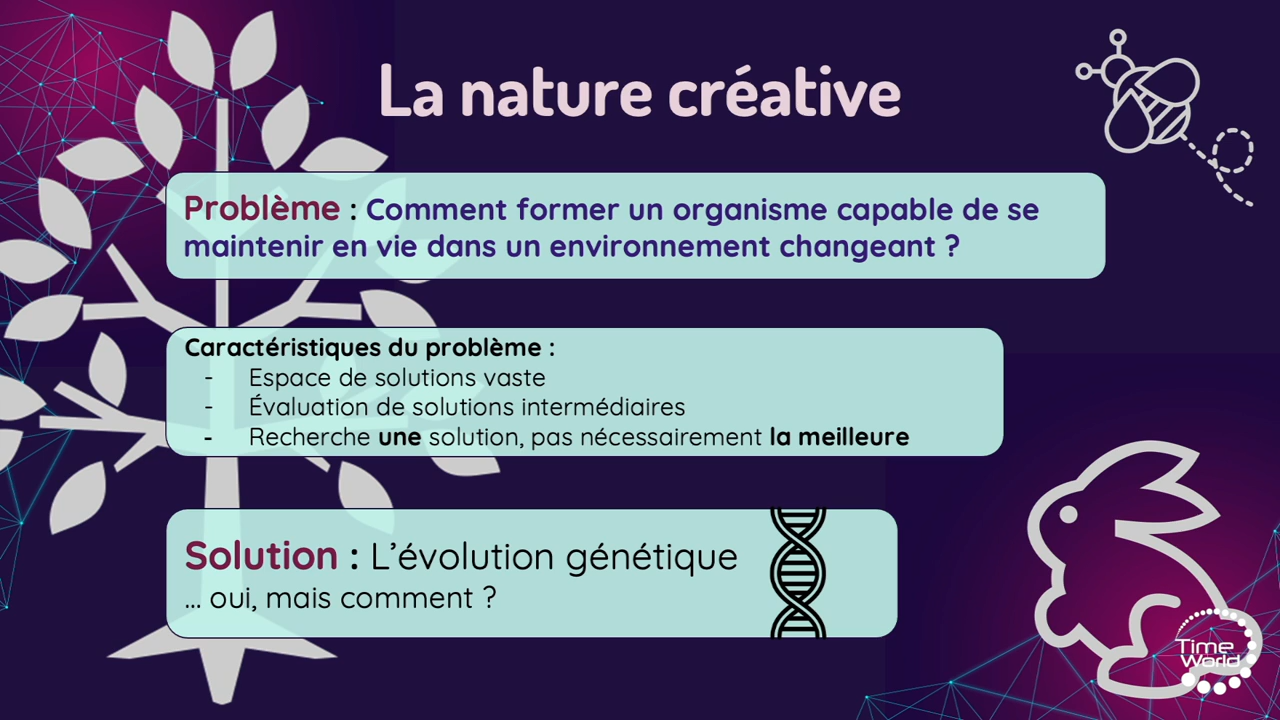 La nature créative
Problème : Comment former un organisme capable de se
maintenir en vie dans un environnement changeant ?
Caractéristiques du problème :
- Espace de solutions vaste
- Évaluation de solutions intermédiaires
- Recherche une solution, pas nécessairement la meilleure
Solution : L’évolution génétique
... oui, mais comment ?
Time
World